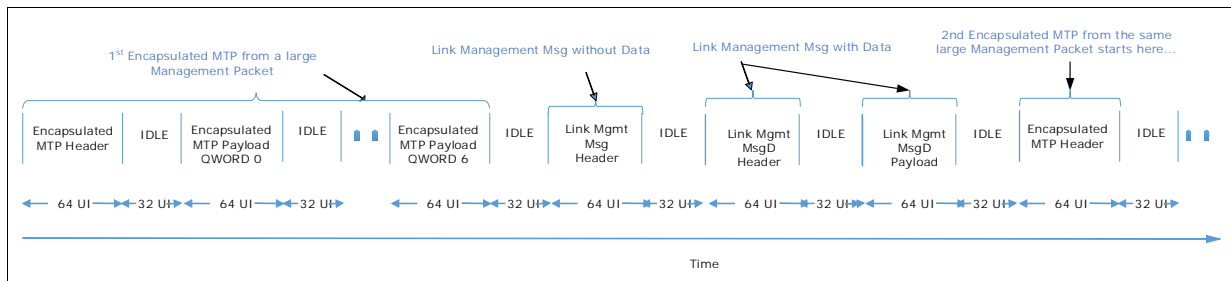 1st Encapsulated MTP from a large
Management Packet
Link Management Msg without Data
Link Management Msg with Data
2nd Encapsulated MTP from the same
large Management Packet starts here...
Encapsulated
MTP Header
IDLE
Encapsulated
MTP Payload
QWORD 0
IDLE
Encapsulated
MTP Payload
QWORD 6
IDLE
Link Mgmt
Msg
Header
IDLE
Link Mgmt
MsgD
Header
IDLE
Link Mgmt
MsgD
Payload
IDLE
Encapsulated
MTP Header
IDLE
64 UI
32 UI
64 UI
32 UI
64 UI
32 UI
64 UI
32 UI
64 UI
32 UI
64 UI
32 UI
64 UI
32 UI
Time